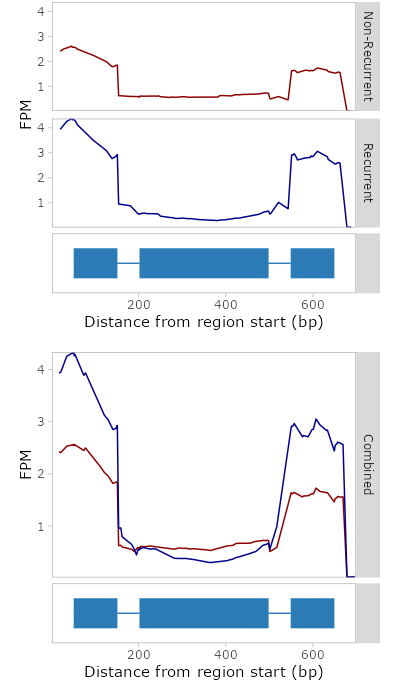 4
3
2
1
Non-Recurrent
FPM
4
3
2
1
Recurrent
200 400 600
Distance from region start (bp)
4
3
2
1
FPM
Combined
200 400 600
Distance from region start (bp)